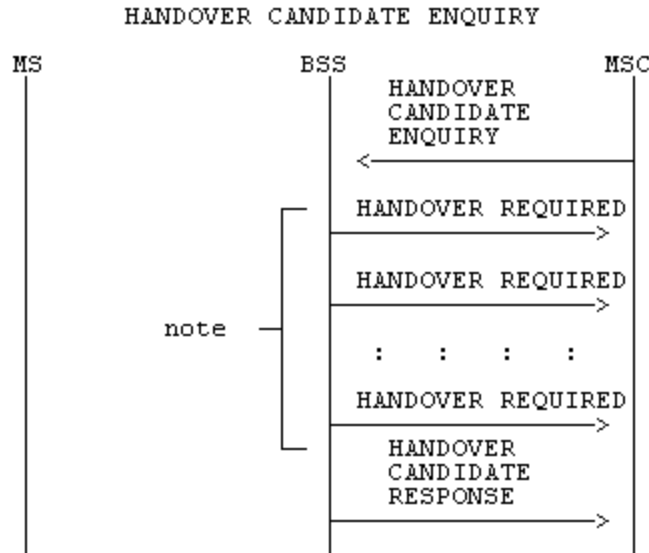 HANDOVER CANDIDATE ENQUIRY
MS BSS MSC
HANDOVER
CANDIDATE
ENQUIRY
HANDOVER REQUIRED
HANDOVER REQUIRED
note
: : : :
HANDOVER REQUIRED
HANDOVER
CANDIDATE
RESPONSE